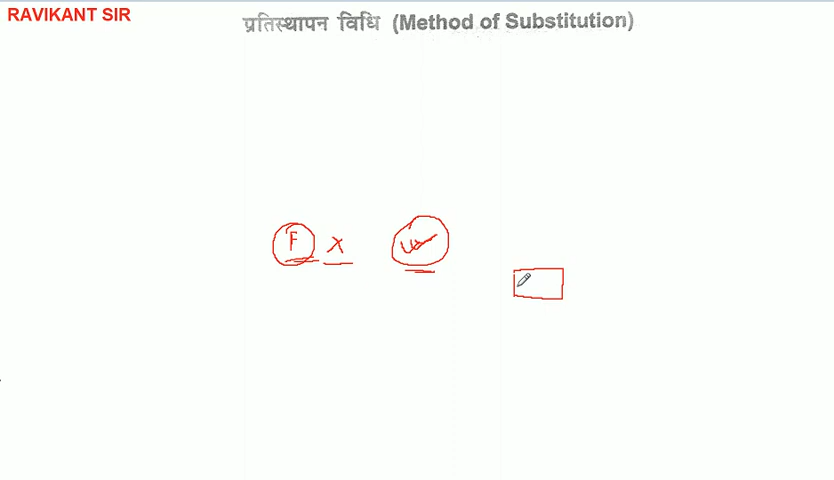 RAVIKANT SIR
प्रतिस्थापन विधि (Method of Substitution)
F x